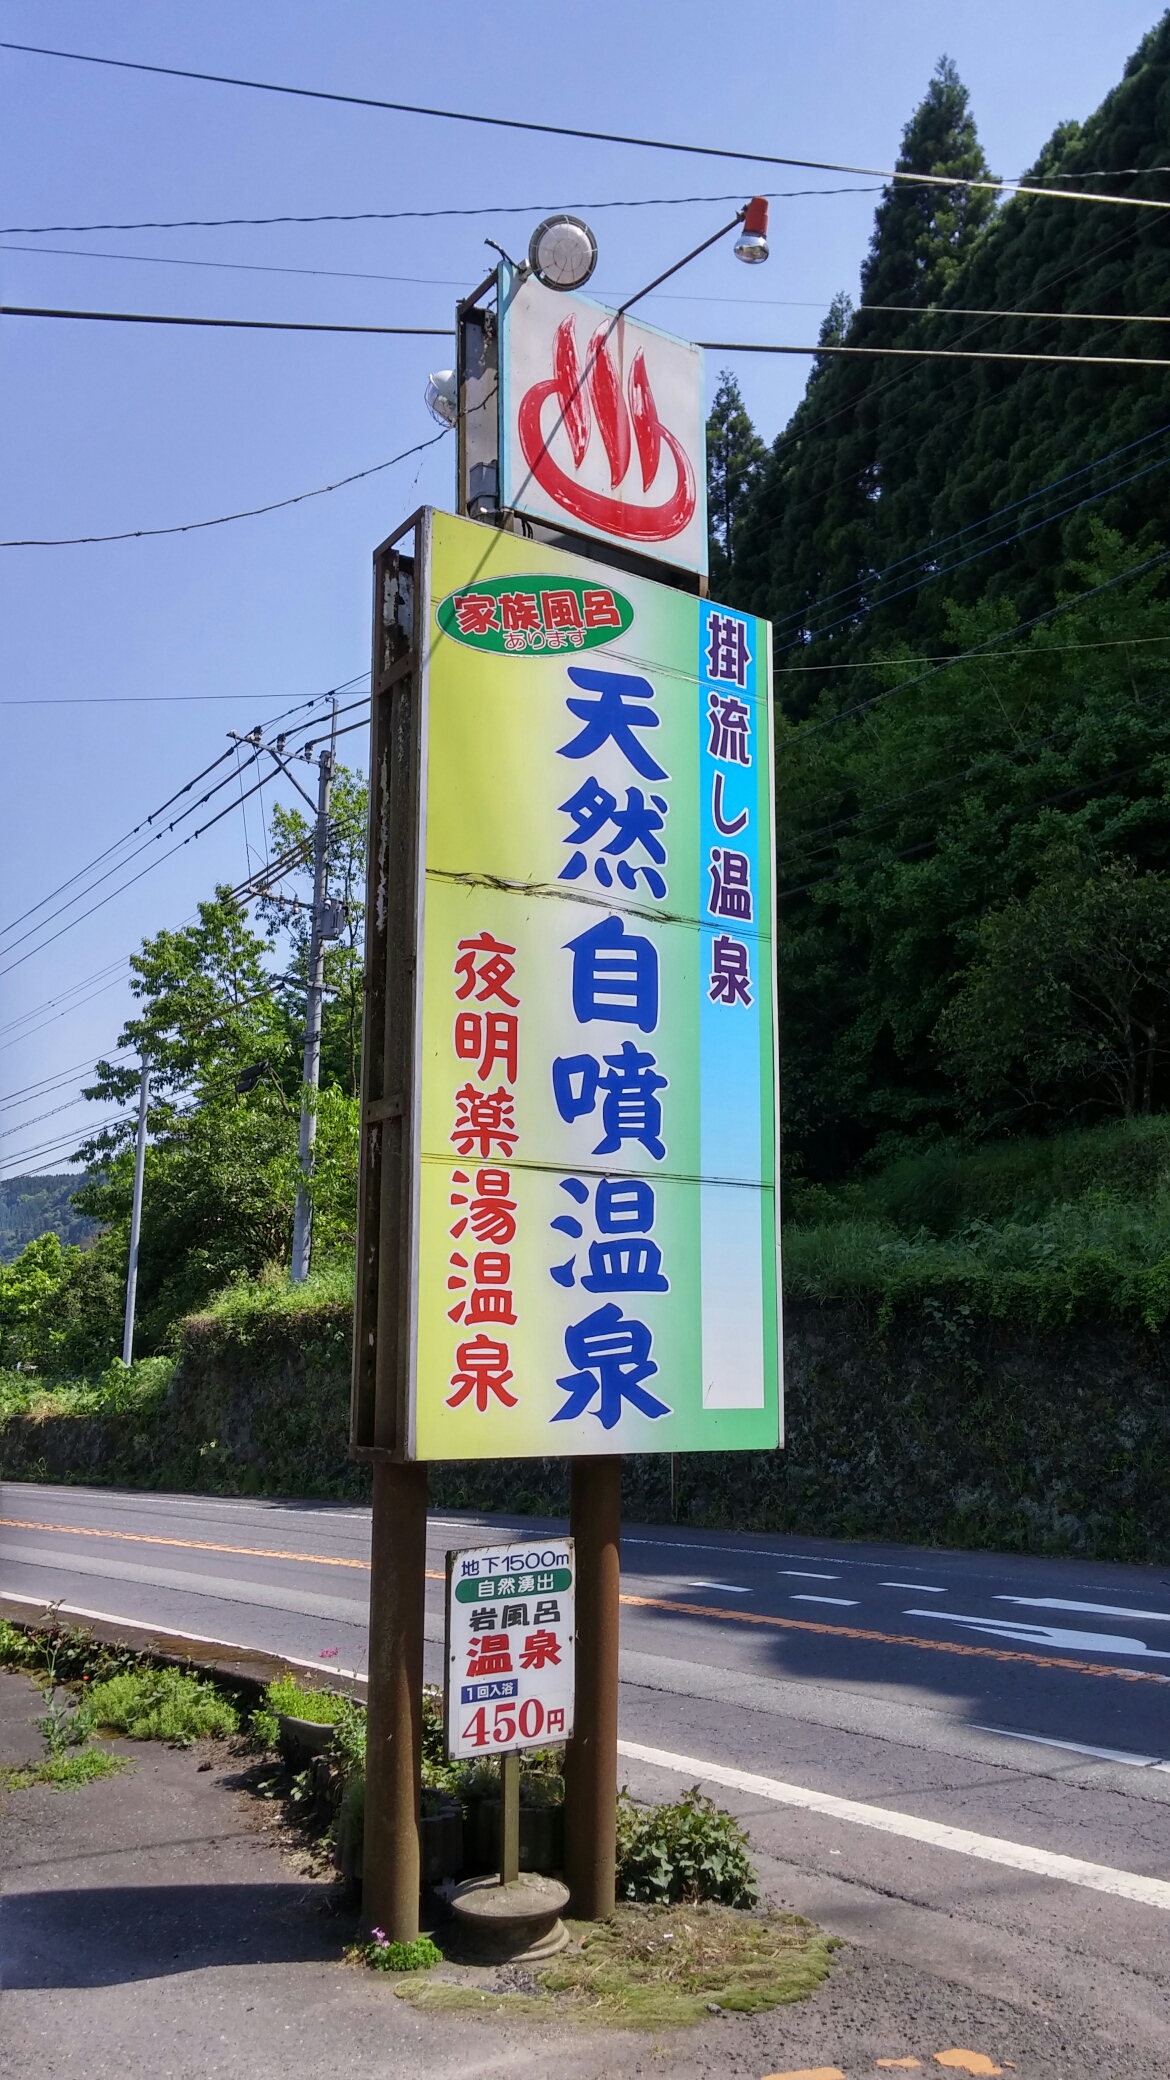 家族風呂
あります
掛流し温泉
天然自噴温泉
夜明薬湯温泉
地下1500m
自然湧出
岩風呂
温泉
1回入浴
450円